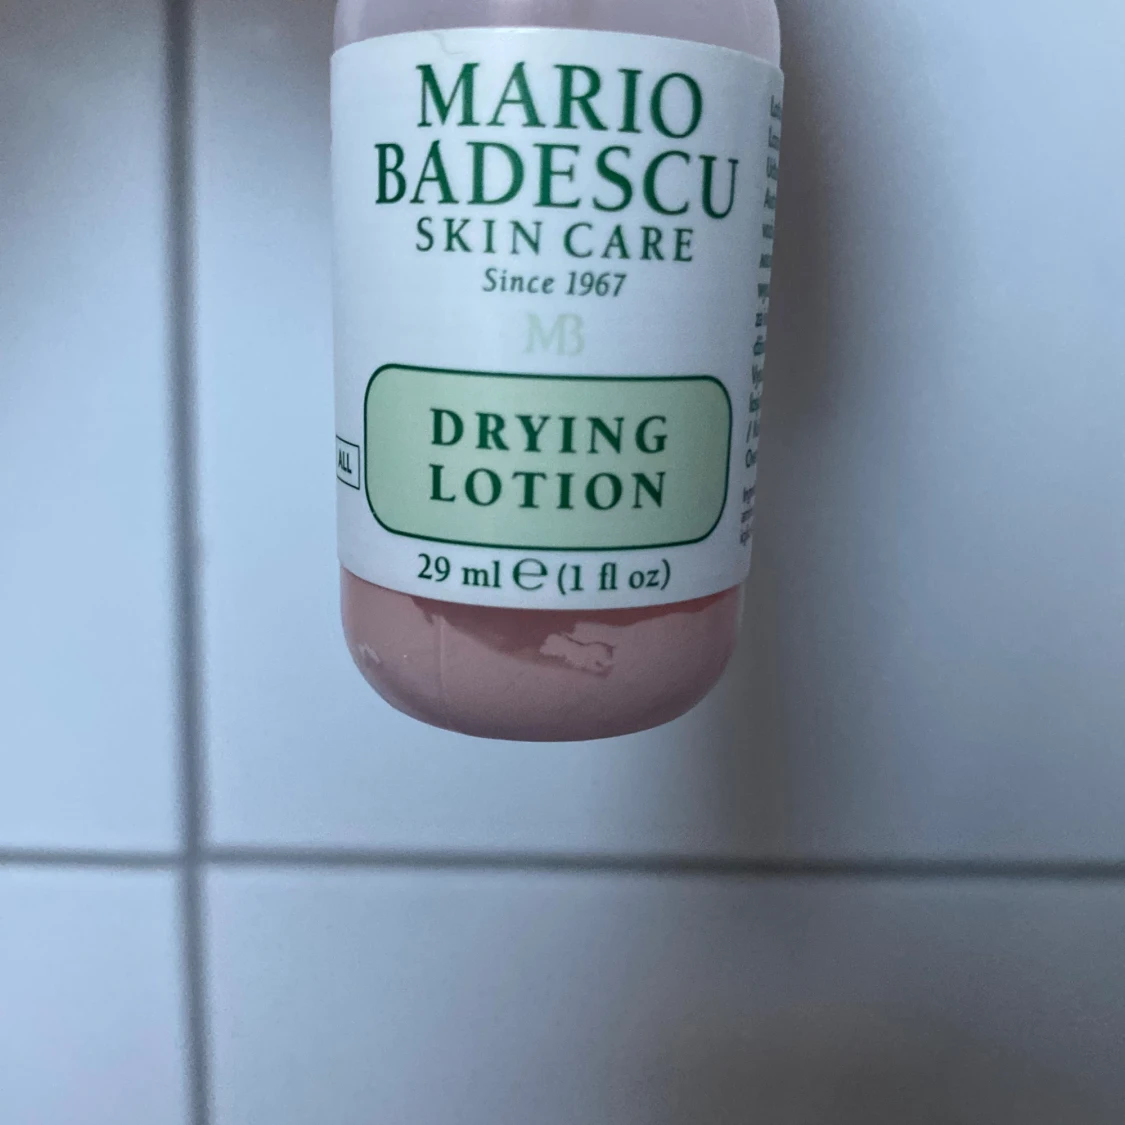 MARIO
BADESCU
SKIN CARE
Since 1967
MB
DRYING
LOTION
ALL
29 ml ℮ (1 fl oz)